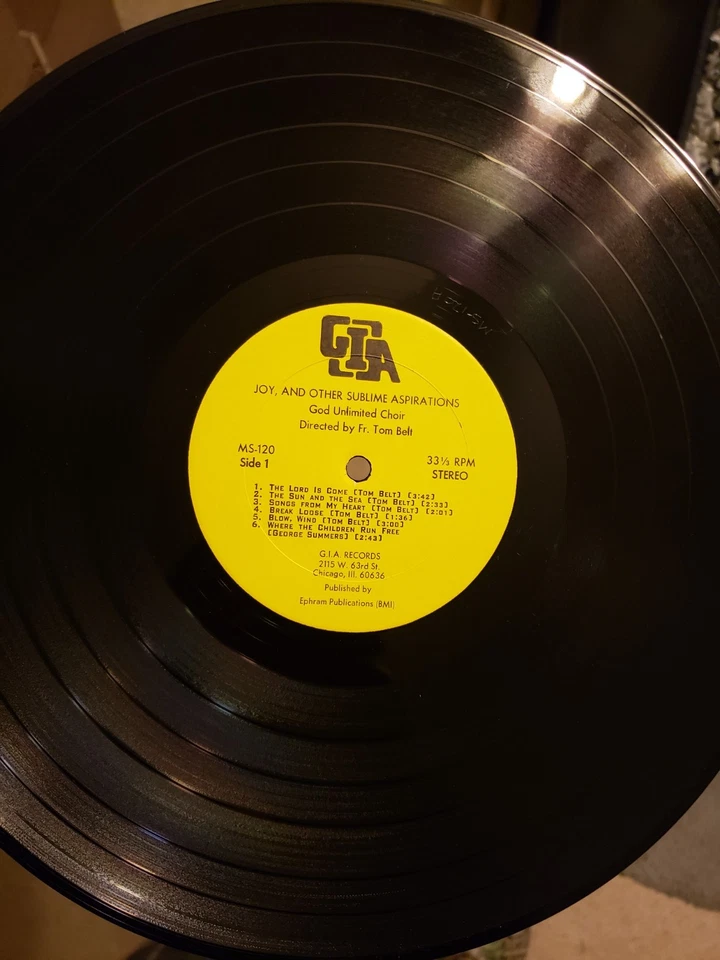 GIA
JOY, AND OTHER SUBLIME ASPIRATIONS
God Unlimited Choir
Directed by Fr. Tom Belt
MS-120
Side 1
33⅓ RPM
STEREO
1. The Lord Is Come [Tom Belt] [3:42]
2. The Sun and the Sea [Tom Belt] [2:33]
3. Songs from My Heart [Tom Belt] [2:01]
4. Break Loose [Tom Belt] [1:36]
5. Blow, Wind [Tom Belt] [3:00]
6. Where the Children Run Free
[George Summers] [2:43]
G.I.A. RECORDS
2115 W. 63rd St.
Chicago, Ill. 60636
Published by
Ephram Publications (BMI)